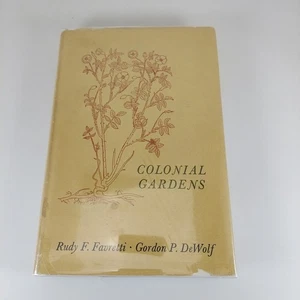 COLONIAL
GARDENS
Rudy F. Favretti · Gordon P. DeWolf